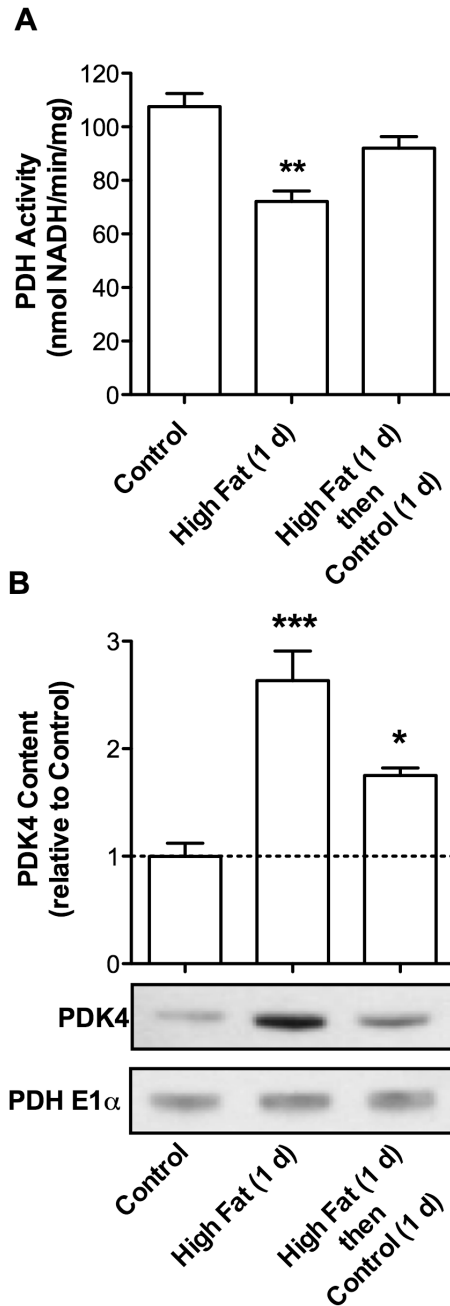 A
PDH Activity
(nmol NADH/min/mg)
120
100
80
60
40
20
0
**
Control
High Fat (1 d)
High Fat (1 d)
then
Control (1 d)
B
PDK4 Content
(relative to Control)
3
2
1
0
***
*
PDK4
PDH E1α
Control
High Fat (1 d)
High Fat (1 d)
then
Control (1 d)